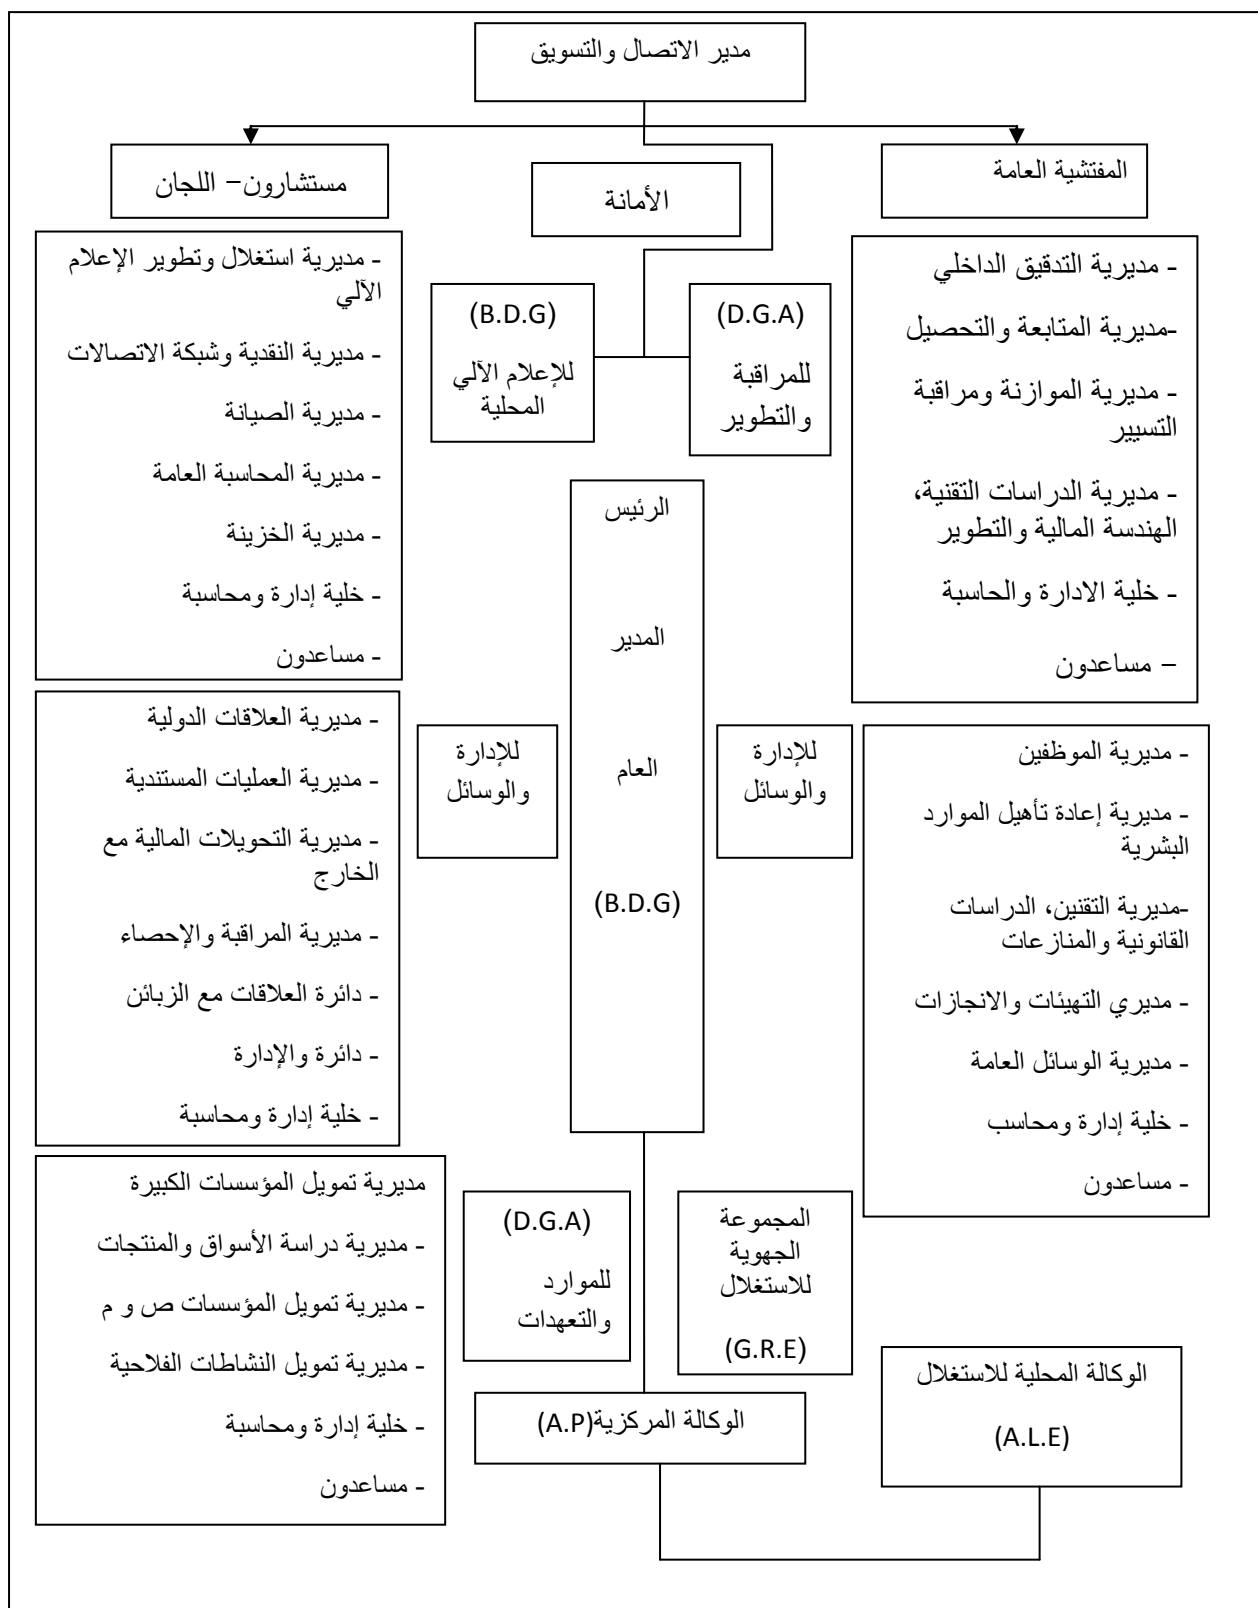 مدير الاتصال والتسويق
المفتشية العامة
الأمانة
مستشارون– اللجان
- مديرية التدقيق الداخلي
-مديرية المتابعة والتحصيل
- مديرية الموازنة ومراقبة
التسيير
- مديرية الدراسات التقنية،
الهندسة المالية والتطوير
- خلية الادارة والحاسبة
– مساعدون
(D.G.A)
للمراقبة
والتطوير
(B.D.G)
للإعلام الآلي
المحلية
- مديرية استغلال وتطوير الإعلام
الآلي
- مديرية النقدية وشبكة الاتصالات
- مديرية الصيانة
- مديرية المحاسبة العامة
- مديرية الخزينة
- خلية إدارة ومحاسبة
- مساعدون
الرئيس
المدير
العام
(B.D.G)
- مديرية الموظفين
- مديرية إعادة تأهيل الموارد
البشرية
-مديرية التقنين، الدراسات
القانونية والمنازعات
- مديري التهيئات والانجازات
- مديرية الوسائل العامة
- خلية إدارة ومحاسب
- مساعدون
للإدارة
والوسائل
للإدارة
والوسائل
- مديرية العلاقات الدولية
- مديرية العمليات المستندية
- مديرية التحويلات المالية مع
الخارج
- مديرية المراقبة والإحصاء
- دائرة العلاقات مع الزبائن
- دائرة والإدارة
- خلية إدارة ومحاسبة
المجموعة
الجهوية
للاستغلال
(G.R.E)
(D.G.A)
للموارد
والتعهدات
مديرية تمويل المؤسسات الكبيرة
- مديرية دراسة الأسواق والمنتجات
- مديرية تمويل المؤسسات ص و م
- مديرية تمويل النشاطات الفلاحية
- خلية إدارة ومحاسبة
- مساعدون
الوكالة المحلية للاستغلال
(A.L.E)
الوكالة المركزية(A.P)